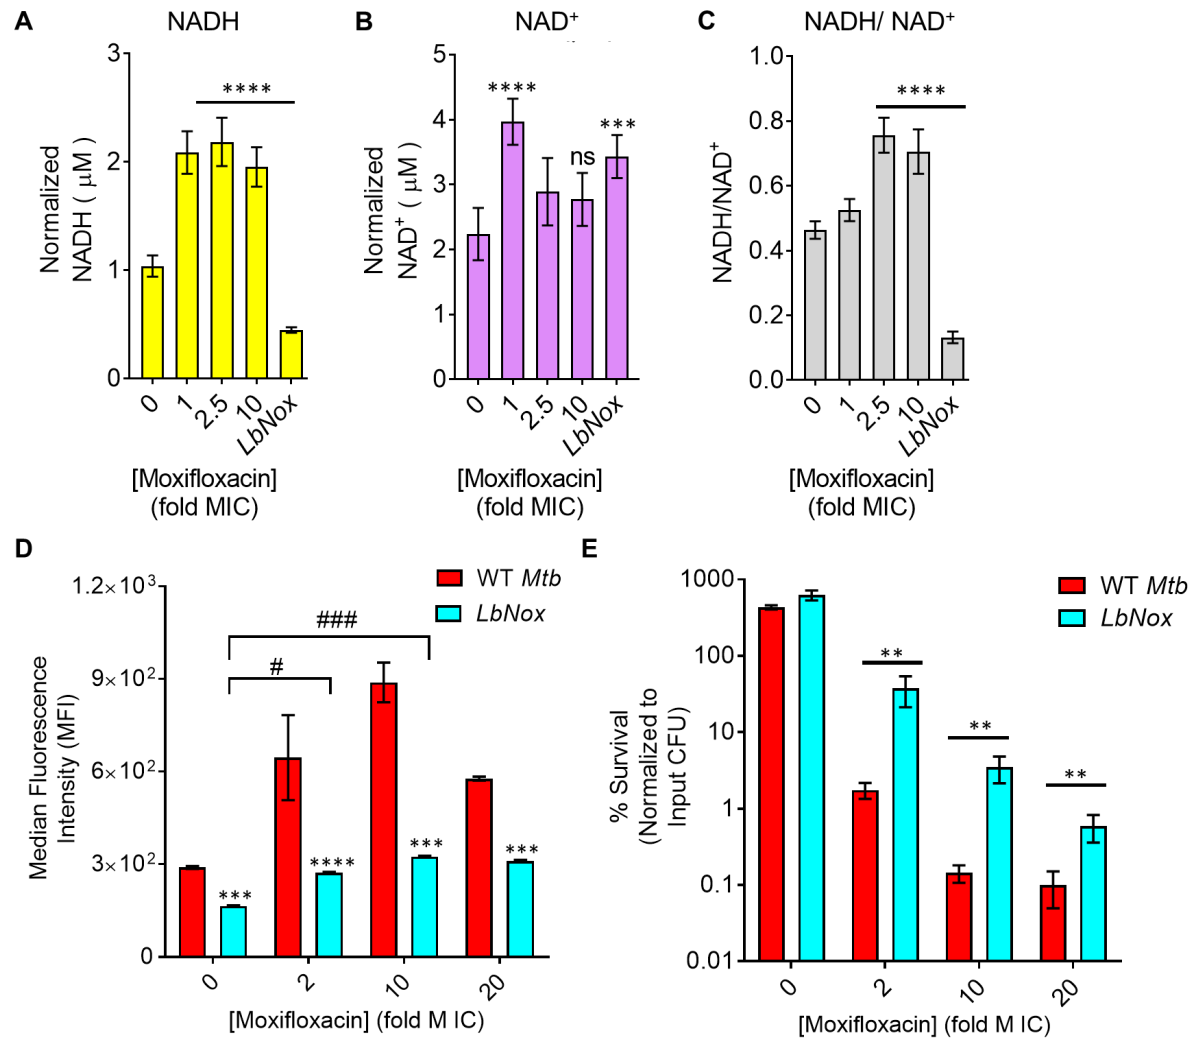 A
NADH
3
2
1
0
Normalized
NADH ( μM )
****
0
1
2.5
10
LbNox
[Moxifloxacin]
(fold MIC)
B
NAD+
5
4
3
2
1
0
Normalized
NAD+ ( μM )
****
ns
***
0
1
2.5
10
LbNox
[Moxifloxacin]
(fold MIC)
C
NADH/ NAD+
1.0
0.8
0.6
0.4
0.2
0.0
NADH/NAD+
****
0
1
2.5
10
LbNox
[Moxifloxacin]
(fold MIC)
D
WT Mtb
LbNox
1.2×10³
9×10²
6×10²
3×10²
0
Median Fluorescence
Intensity (MFI)
###
#
***
****
***
***
0
2
10
20
[Moxifloxacin] (fold M IC)
E
WT Mtb
LbNox
1000
100
10
1
0.1
0.01
% Survival
(Normalized to
Input CFU)
**
**
**
0
2
10
20
[Moxifloxacin] (fold M IC)